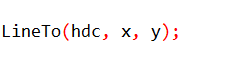 LineTo(hdc, x, y);